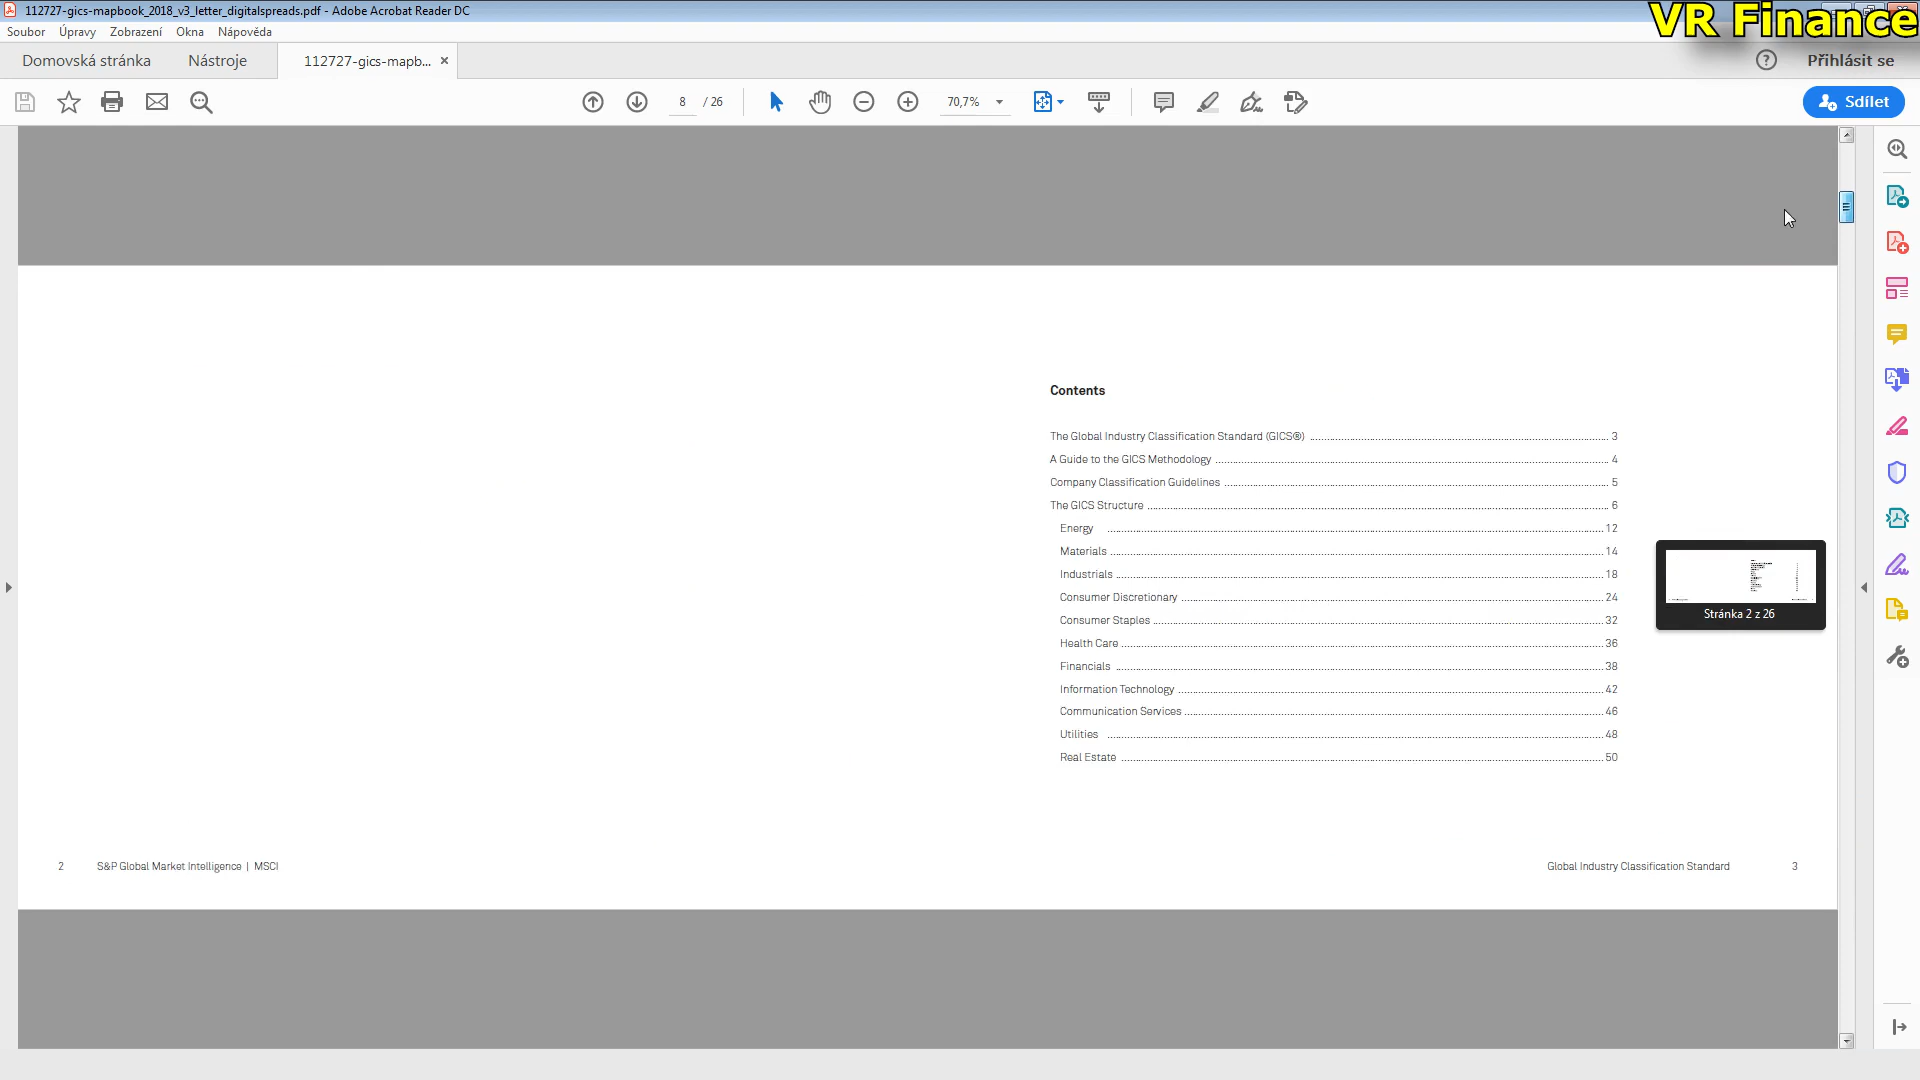 112727-gics-mapbook_2018_v3_letter_digitalspreads.pdf - Adobe Acrobat Reader DC
VR Finance
Soubor Úpravy Zobrazení Okna Nápověda
Domovská stránka Nástroje 112727-gics-mapb... × Přihlásit se
8 / 26 70,7% Sdílet
Contents
The Global Industry Classification Standard (GICS®) 3
A Guide to the GICS Methodology 4
Company Classification Guidelines 5
The GICS Structure 6
Energy 12
Materials 14
Industrials 18
Consumer Discretionary 24
Consumer Staples 32
Health Care 36
Financials 38
Information Technology 42
Communication Services 46
Utilities 48
Real Estate 50
Stránka 2 z 26
2 S&P Global Market Intelligence | MSCI
Global Industry Classification Standard 3